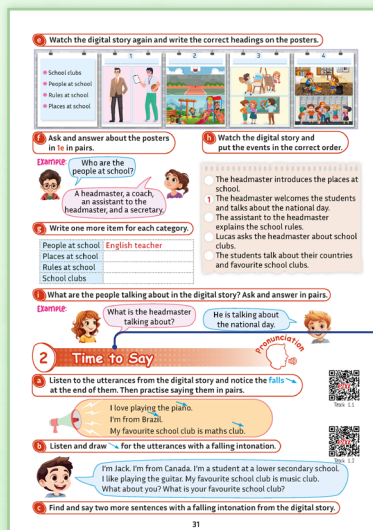 e Watch the digital story again and write the correct headings on the posters.
1 2 3 4
School clubs
People at school
Rules at school
Places at school
f Ask and answer about the posters
in 1e in pairs.
Example:
Who are the
people at school?
A headmaster, a coach,
an assistant to the
headmaster, and a secretary.
g Write one more item for each category.
People at school English teacher
Places at school
Rules at school
School clubs
h Watch the digital story and
put the events in the correct order.
The headmaster introduces the places at
school.
1 The headmaster welcomes the students
and talks about the national day.
The assistant to the headmaster
explains the school rules.
Lucas asks the headmaster about school
clubs.
The students talk about their countries
and favourite school clubs.
i What are the people talking about in the digital story? Ask and answer in pairs.
Example:
What is the headmaster
talking about?
He is talking about
the national day.
2 Time to Say
Pronunciation
a Listen to the utterances from the digital story and notice the falls
at the end of them. Then practise saying them in pairs.
Track 1.1
I love playing the piano.
I'm from Brazil.
My favourite school club is maths club.
b Listen and draw for the utterances with a falling intonation.
I'm Jack. I'm from Canada. I'm a student at a lower secondary school.
I like playing the guitar. My favourite school club is music club.
What about you? What is your favourite school club?
c Find and say two more sentences with a falling intonation from the digital story.
31